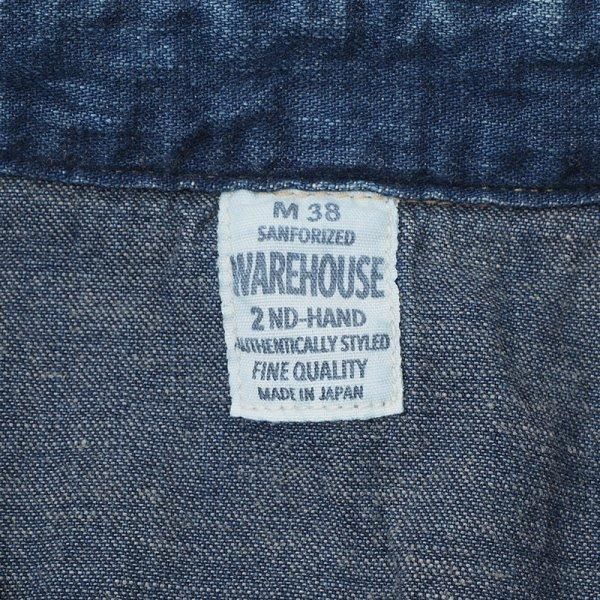 M 38
SANFORIZED
WAREHOUSE
2 ND-HAND
AUTHENTICALLY STYLED
FINE QUALITY
MADE IN JAPAN